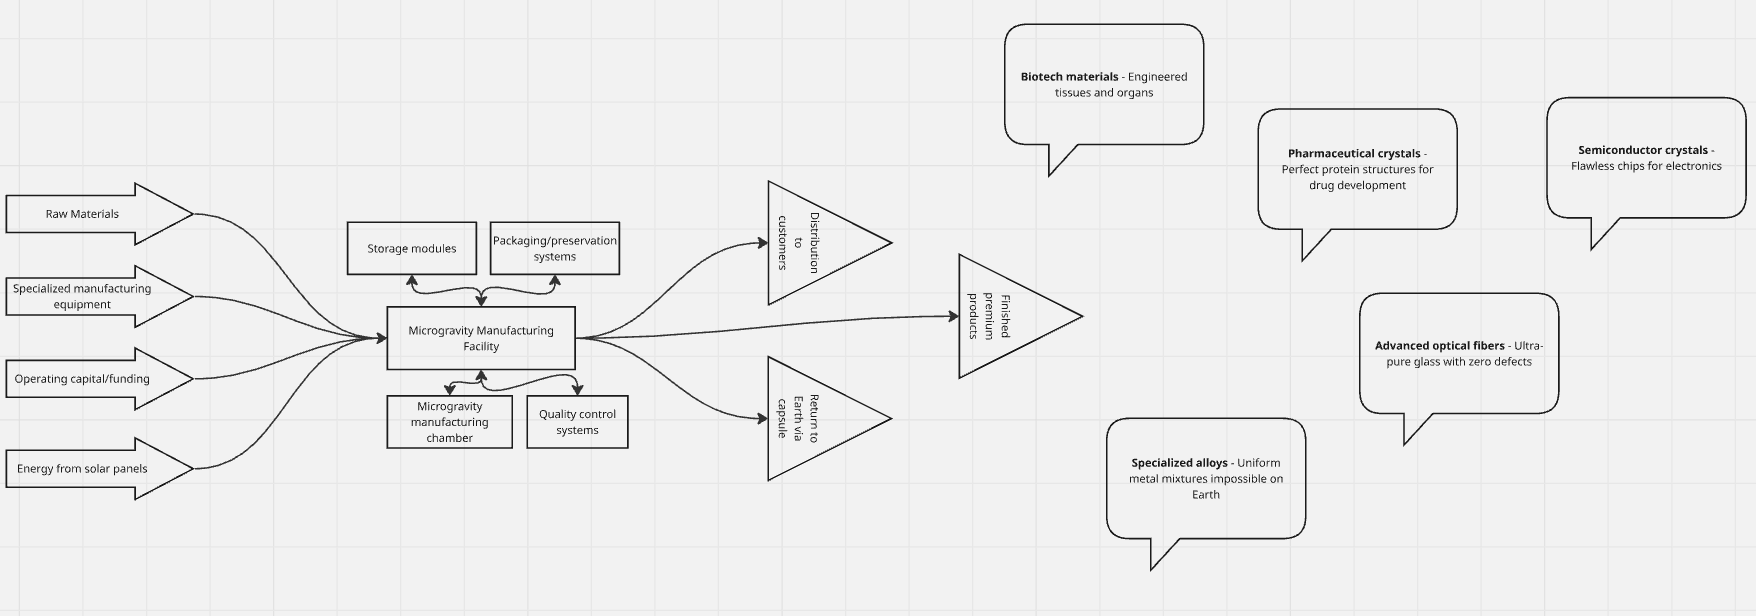 Raw Materials
Specialized manufacturing
equipment
Operating capital/funding
Energy from solar panels
Storage modules
Packaging/preservation
systems
Microgravity Manufacturing
Facility
Microgravity
manufacturing
chamber
Quality control
systems
Distribution
to
customers
Return to
Earth via
capsule
Finished
premium
products
Biotech materials - Engineered
tissues and organs
Pharmaceutical crystals -
Perfect protein structures for
drug development
Semiconductor crystals -
Flawless chips for electronics
Advanced optical fibers - Ultra-
pure glass with zero defects
Specialized alloys - Uniform
metal mixtures impossible on
Earth